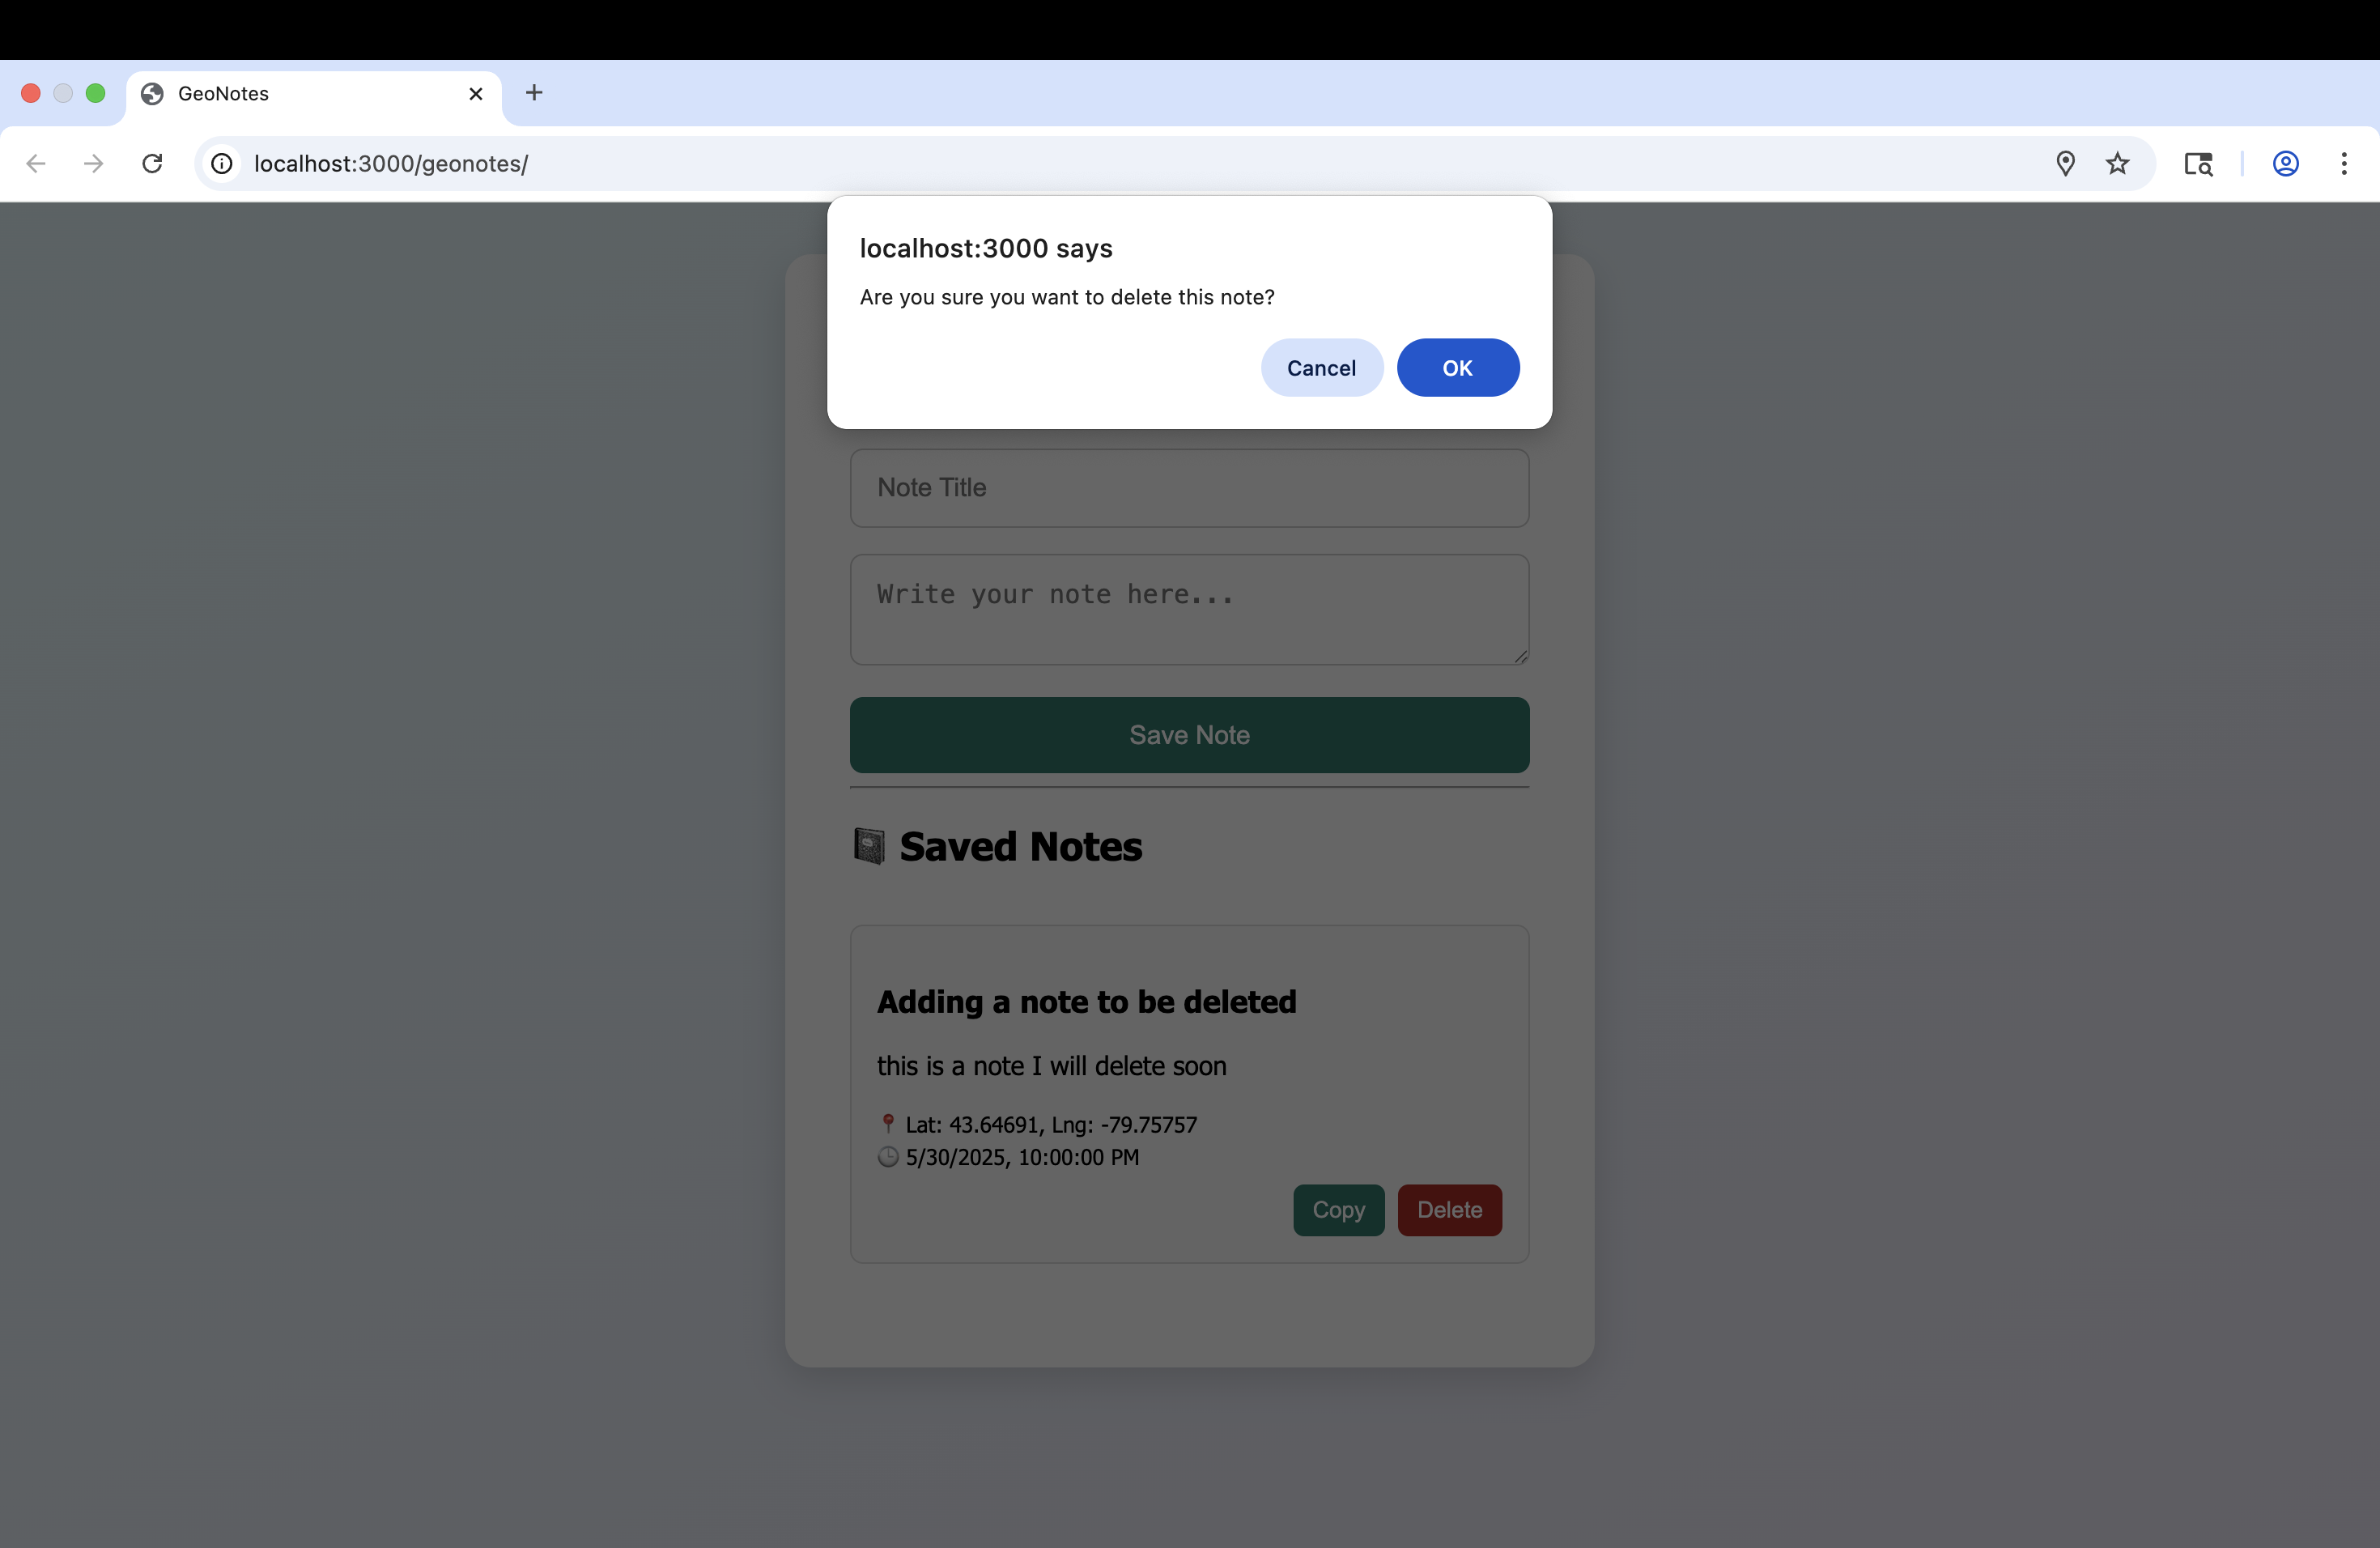 GeoNotes
localhost:3000/geonotes/
localhost:3000 says
Are you sure you want to delete this note?
Cancel OK
Note Title
Write your note here...
Save Note
Saved Notes
Adding a note to be deleted
this is a note I will delete soon
Lat: 43.64691, Lng: -79.75757
5/30/2025, 10:00:00 PM
Copy Delete